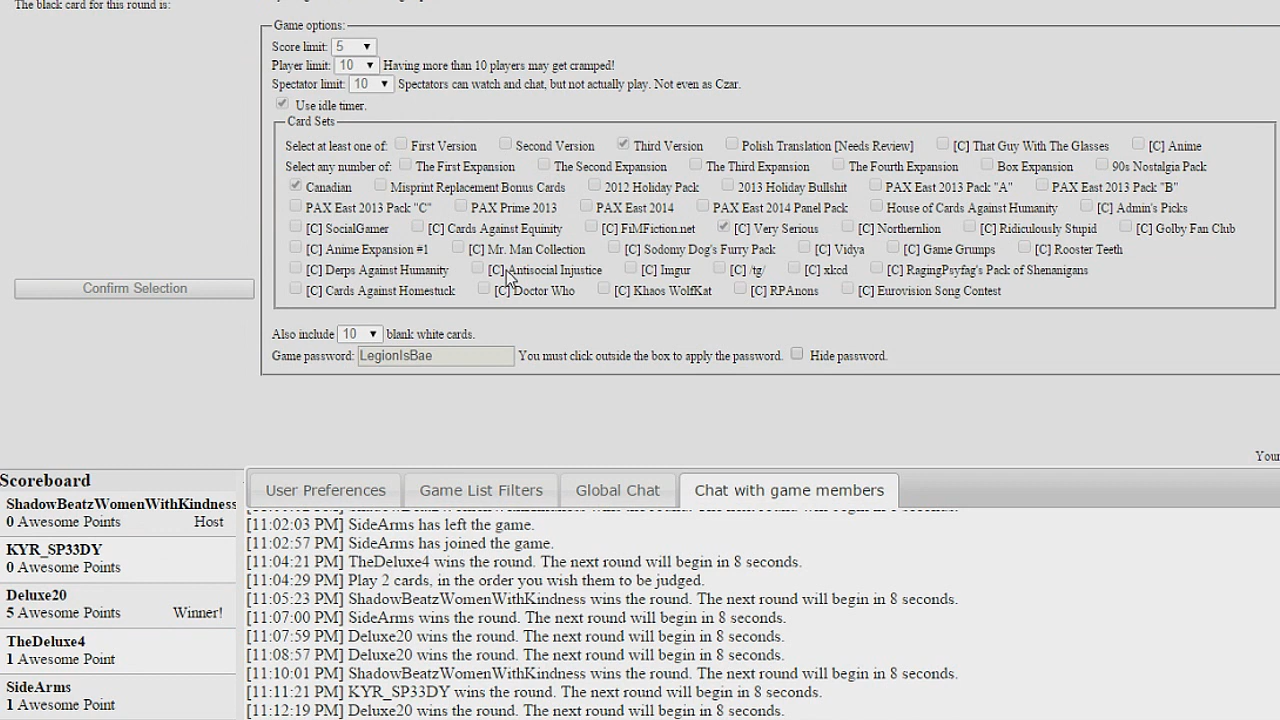 The black card for this round is:
Game options:
Score limit: 5
Player limit: 10 Having more than 10 players may get cramped!
Spectator limit: 10 Spectators can watch and chat, but not actually play. Not even as Czar.
Use idle timer.
Card Sets
Select at least one of: First Version Second Version Third Version Polish Translation [Needs Review] [C] That Guy With The Glasses [C] Anime
Select any number of: The First Expansion The Second Expansion The Third Expansion The Fourth Expansion Box Expansion 90s Nostalgia Pack
Canadian Misprint Replacement Bonus Cards 2012 Holiday Pack 2013 Holiday Bullshit PAX East 2013 Pack "A" PAX East 2013 Pack "B"
PAX East 2013 Pack "C" PAX Prime 2013 PAX East 2014 PAX East 2014 Panel Pack House of Cards Against Humanity [C] Admin's Picks
[C] SocialGamer [C] Cards Against Equinity [C] FiMFiction.net [C] Very Serious [C] Northernlion [C] Ridiculously Stupid [C] Golby Fan Club
[C] Anime Expansion #1 [C] Mr. Man Collection [C] Sodomy Dog's Furry Pack [C] Vidya [C] Game Grumps [C] Rooster Teeth
[C] Derps Against Humanity [C] Antisocial Injustice [C] Imgur [C] /tg/ [C] xkcd [C] RagingPsyfag's Pack of Shenanigans
[C] Cards Against Homestuck [C] Doctor Who [C] Khaos WolfKat [C] RPAnons [C] Eurovision Song Contest
Confirm Selection
Also include 10 blank white cards.
Game password: LegionIsBae You must click outside the box to apply the password. Hide password.
Your
Scoreboard
ShadowBeatzWomenWithKindness
0 Awesome Points Host
KYR_SP33DY
0 Awesome Points
Deluxe20
5 Awesome Points Winner!
TheDeluxe4
1 Awesome Point
SideArms
1 Awesome Point
User Preferences Game List Filters Global Chat Chat with game members
[11:02:03 PM] SideArms has left the game.
[11:02:57 PM] SideArms has joined the game.
[11:04:21 PM] TheDeluxe4 wins the round. The next round will begin in 8 seconds.
[11:04:29 PM] Play 2 cards, in the order you wish them to be judged.
[11:05:23 PM] ShadowBeatzWomenWithKindness wins the round. The next round will begin in 8 seconds.
[11:07:00 PM] SideArms wins the round. The next round will begin in 8 seconds.
[11:07:59 PM] Deluxe20 wins the round. The next round will begin in 8 seconds.
[11:08:57 PM] Deluxe20 wins the round. The next round will begin in 8 seconds.
[11:10:01 PM] ShadowBeatzWomenWithKindness wins the round. The next round will begin in 8 seconds.
[11:11:21 PM] KYR_SP33DY wins the round. The next round will begin in 8 seconds.
[11:12:19 PM] Deluxe20 wins the round. The next round will begin in 8 seconds.